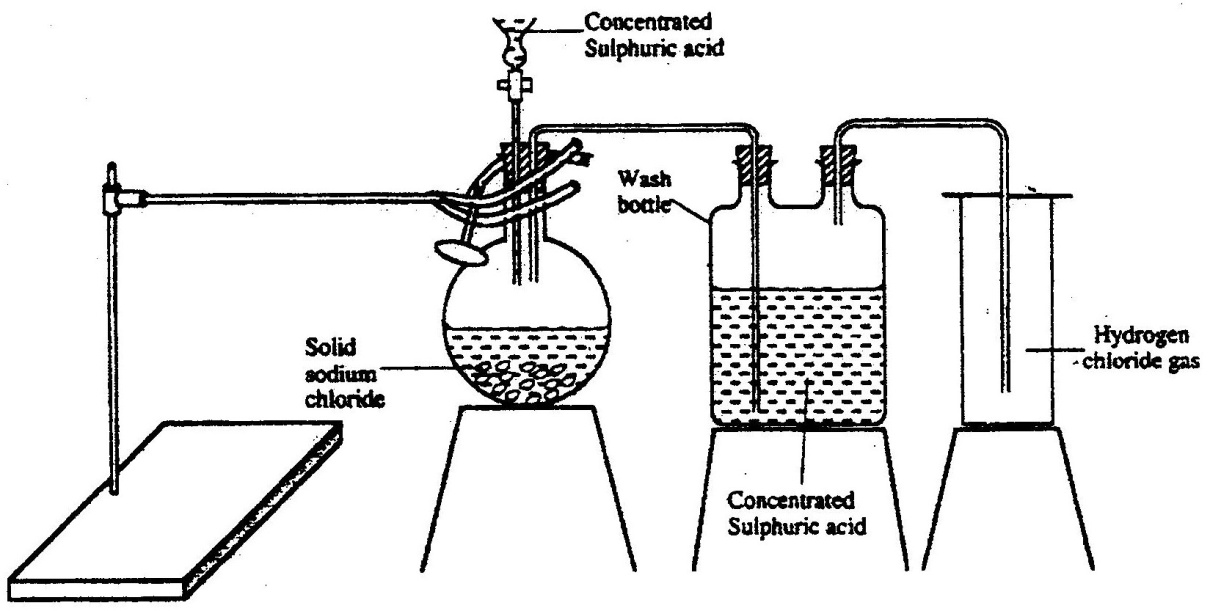 Concentrated
Sulphuric acid
Wash
bottle
Solid
sodium
chloride
Hydrogen
chloride gas
Concentrated
Sulphuric acid